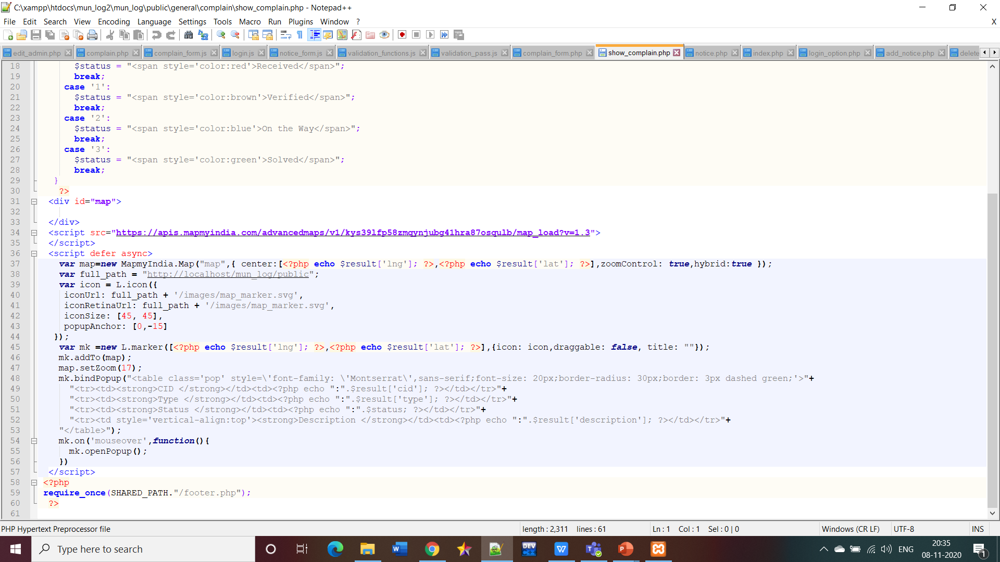 C:\xampp\htdocs\mun_log2\mun_log\public\general\complain\show_complain.php - Notepad++
File Edit Search View Encoding Language Settings Tools Macro Run Plugins Window ? X
edit_admin.php complain.php complain_form.js login.js notice_form.js validation_functions.js validation_pass.js complain_form.php show_complain.php notice.php index.php login_option.php add_notice.php delete
18 $status = "<span style='color:red'>Received</span>";
19 break;
20 case '1':
21 $status = "<span style='color:brown'>Verified</span>";
22 break;
23 case '2':
24 $status = "<span style='color:blue'>On the Way</span>";
25 break;
26 case '3':
27 $status = "<span style='color:green'>Solved</span>";
28 break;
29 }
30 ?>
31 <div id="map">
32
33 </div>
34 <script src="https://apis.mapmyindia.com/advancedmaps/v1/kys39lfp58zmqynjubg41hra87osqulb/map_load?v=1.3">
35 </script>
36 <script defer async>
37 var map=new MapmyIndia.Map("map",{ center:[<?php echo $result['lng']; ?>,<?php echo $result['lat']; ?>],zoomControl: true,hybrid:true });
38 var full_path = "http://localhost/mun_log/public";
39 var icon = L.icon({
40 iconUrl: full_path + '/images/map_marker.svg',
41 iconRetinaUrl: full_path + '/images/map_marker.svg',
42 iconSize: [45, 45],
43 popupAnchor: [0,-15]
44 });
45 var mk =new L.marker([<?php echo $result['lng']; ?>,<?php echo $result['lat']; ?>],{icon: icon,draggable: false, title: ""});
46 mk.addTo(map);
47 map.setZoom(17);
48 mk.bindPopup("<table class='pop' style=\'font-family: \'Montserrat\',sans-serif;font-size: 20px;border-radius: 30px;border: 3px dashed green;'>"+
49 "<tr><td><strong>CID </strong></td><td><?php echo ":".$result['cid']; ?></td></tr>"+
50 "<tr><td><strong>Type </strong></td><td><?php echo ":".$result['type']; ?></td></tr>"+
51 "<tr><td><strong>Status </strong></td><td><?php echo ":".$status; ?></td></tr>"+
52 "<tr><td style='vertical-align:top'><strong>Description </strong></td><td><?php echo ":".$result['description']; ?></td></tr>"+
53 "</table>");
54 mk.on('mouseover',function(){
55 mk.openPopup();
56 })
57 </script>
58 <?php
59 require_once(SHARED_PATH."/footer.php");
60 ?>
61
PHP Hypertext Preprocessor file length : 2,311 lines : 61 Ln : 1 Col : 1 Sel : 0 | 0 Windows (CR LF) UTF-8 INS
Type here to search
ENG 20:35
08-11-2020
1